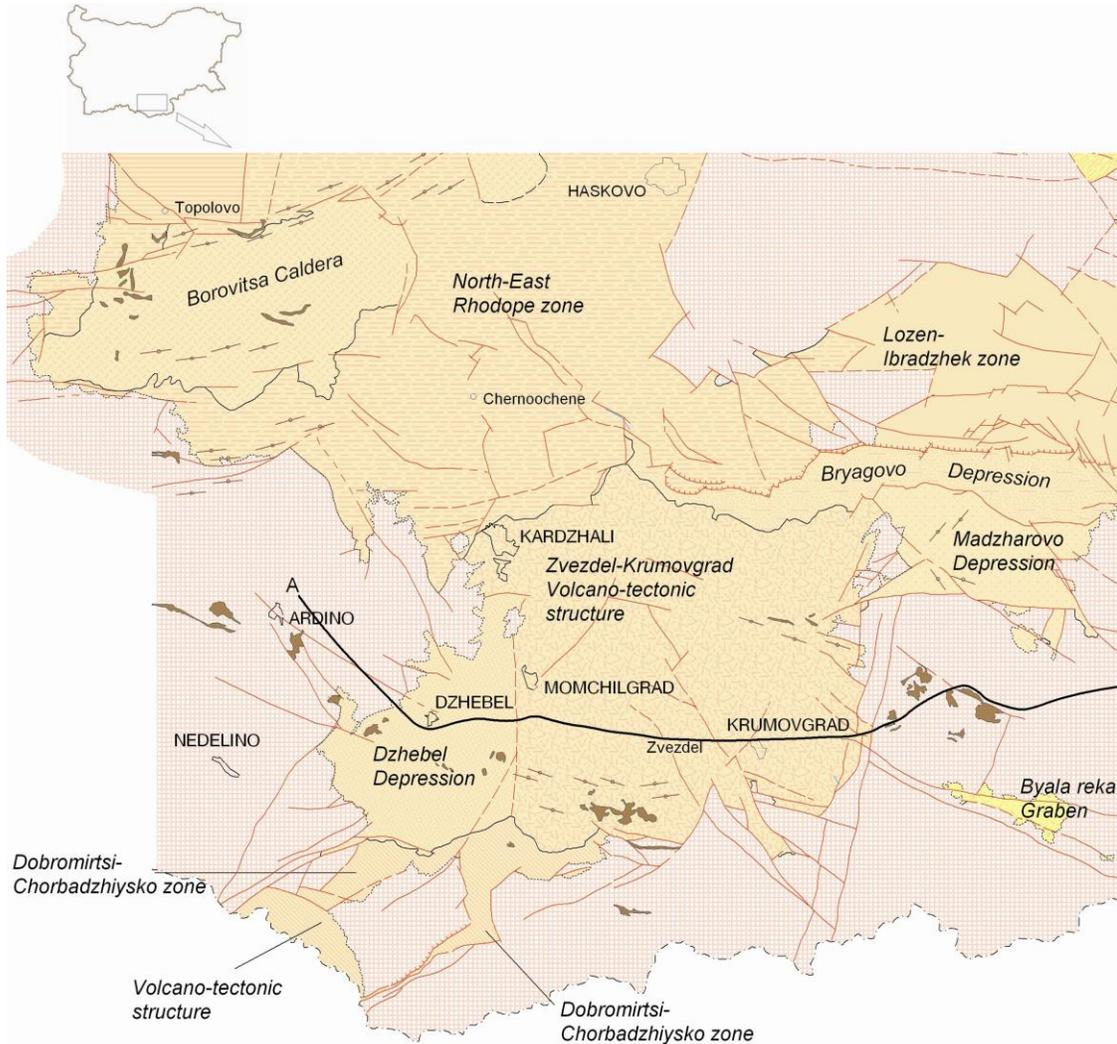 HASKOVO
Topolovo
Borovitsa Caldera
North-East
Rhodope zone
Lozen-
Ibradzhek zone
Chernoochene
Bryagovo Depression
KARDZHALI
Madzharovo
Depression
Zvezdel-Krumovgrad
Volcano-tectonic
structure
A
ARDINO
MOMCHILGRAD
DZHEBEL
KRUMOVGRAD
NEDELINO
Zvezdel
Dzhebel
Depression
Byala reka
Graben
Dobromirtsi-
Chorbadzhiysko zone
Volcano-tectonic
structure
Dobromirtsi-
Chorbadzhiysko zone